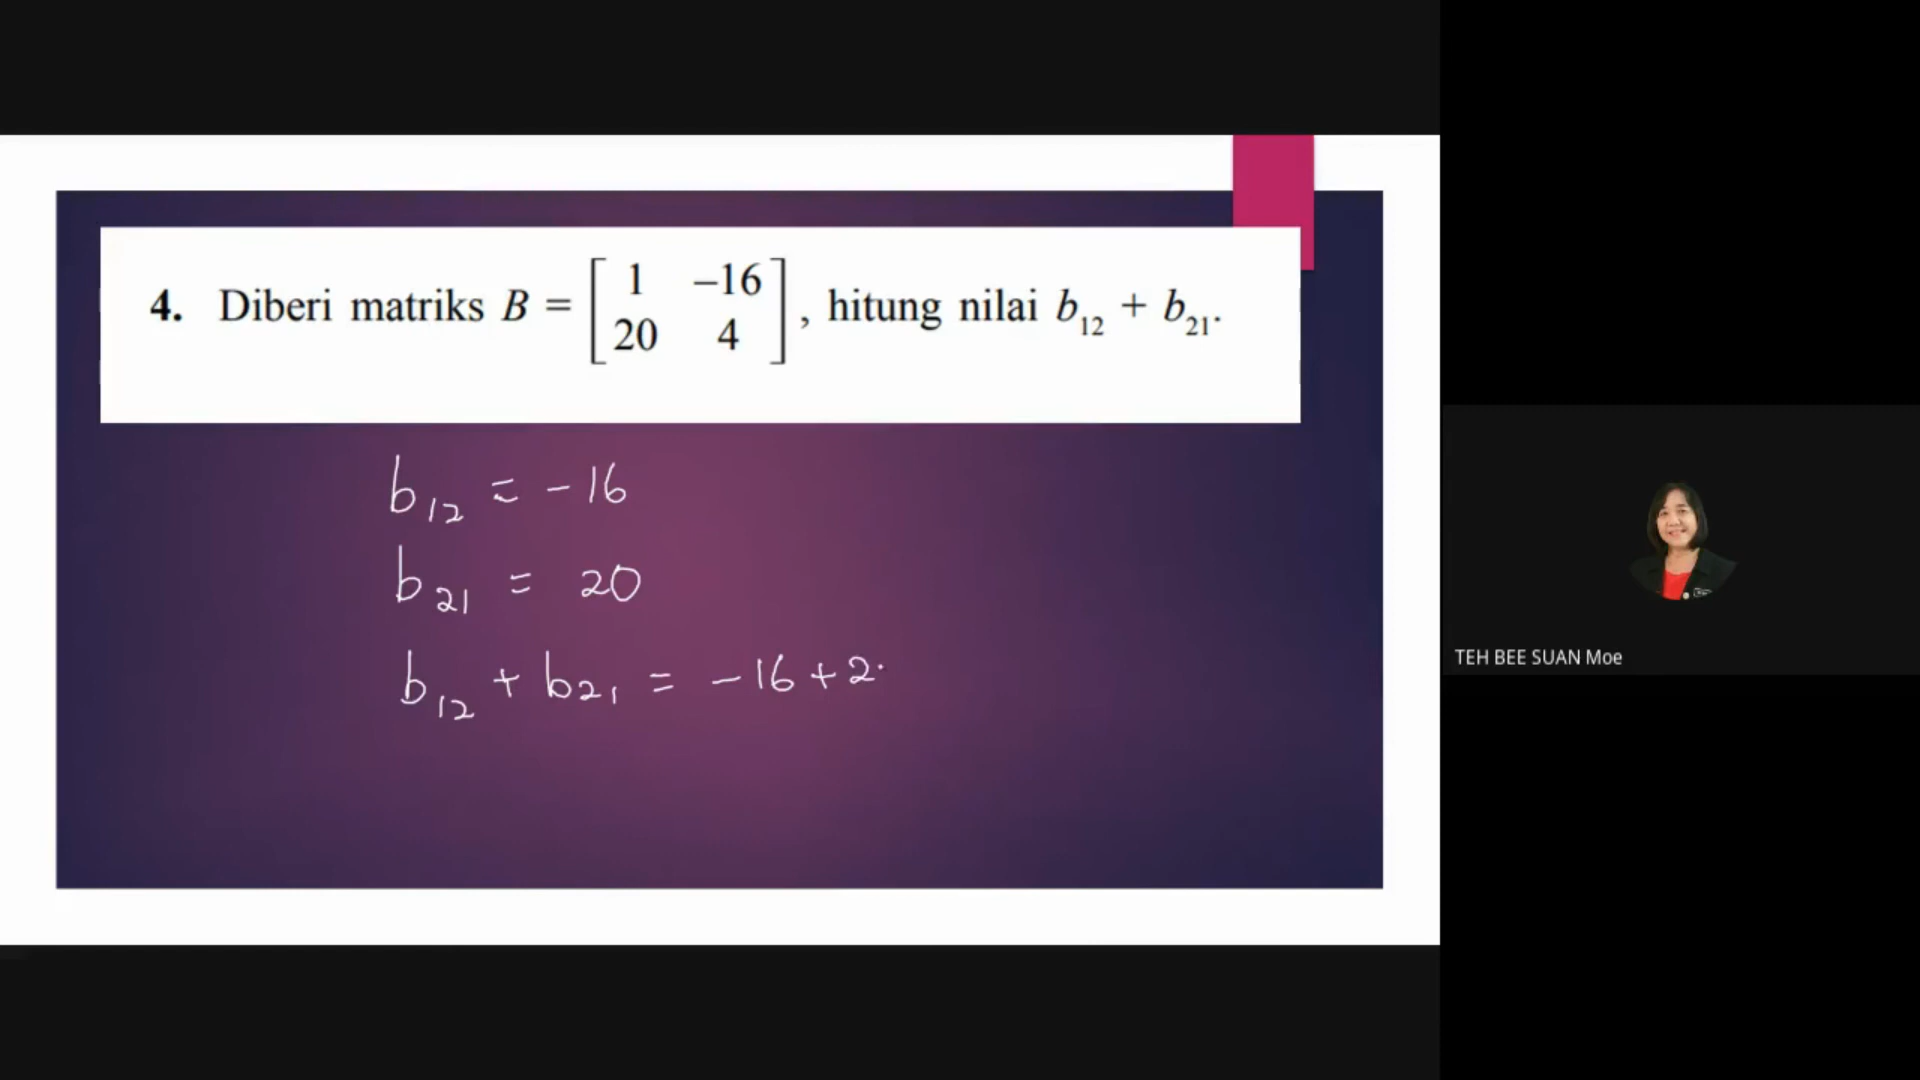 4. Diberi matriks B = [1 −16
20 4], hitung nilai b₁₂ + b₂₁.
b₁₂ = -16
b₂₁ = 20
b₁₂ + b₂₁ = -16+2
TEH BEE SUAN Moe